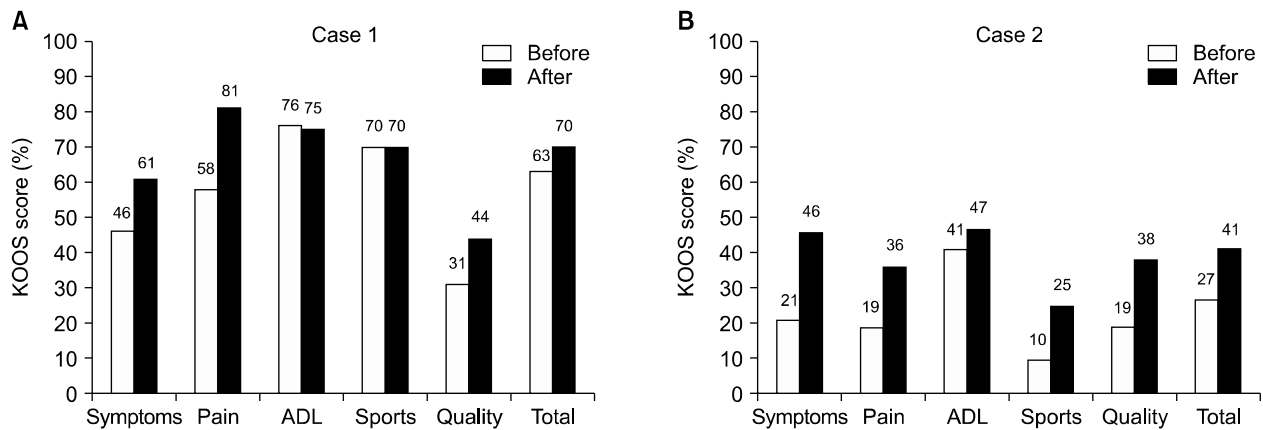 A
Case 1
Before
After
KOOS score (%)
100
90
80
70
60
50
40
30
20
10
0
46
61
58
81
76
75
70
70
31
44
63
70
Symptoms
Pain
ADL
Sports
Quality
Total
B
Case 2
Before
After
KOOS score (%)
100
90
80
70
60
50
40
30
20
10
0
21
46
19
36
41
47
10
25
19
38
27
41
Symptoms
Pain
ADL
Sports
Quality
Total